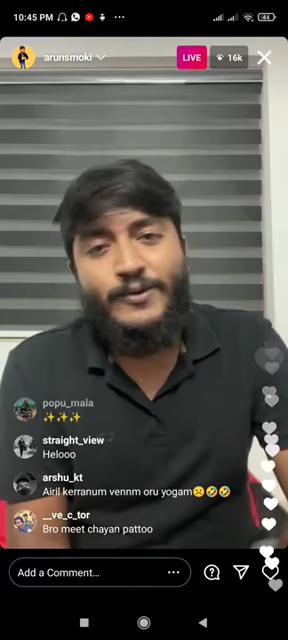 10:45 PM
44
arunsmoki
LIVE
16k
popu_mala
✨✨✨
straight_view
Helooo
arshu_kt
Airil kerranum vennm oru yogam☹️🤣🤣
__ve_c_tor
Bro meet chayan pattoo
Add a Comment...